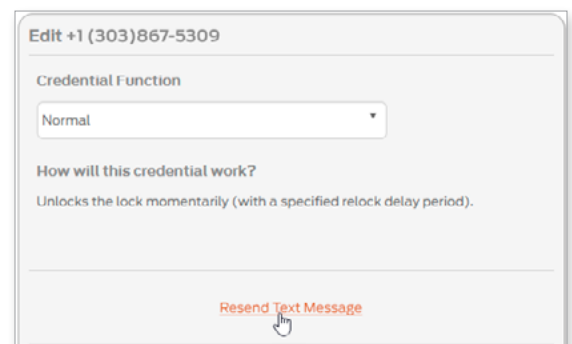 Edit +1 (303)867-5309
Credential Function
Normal
How will this credential work?
Unlocks the lock momentarily (with a specified relock delay period).
Resend Text Message